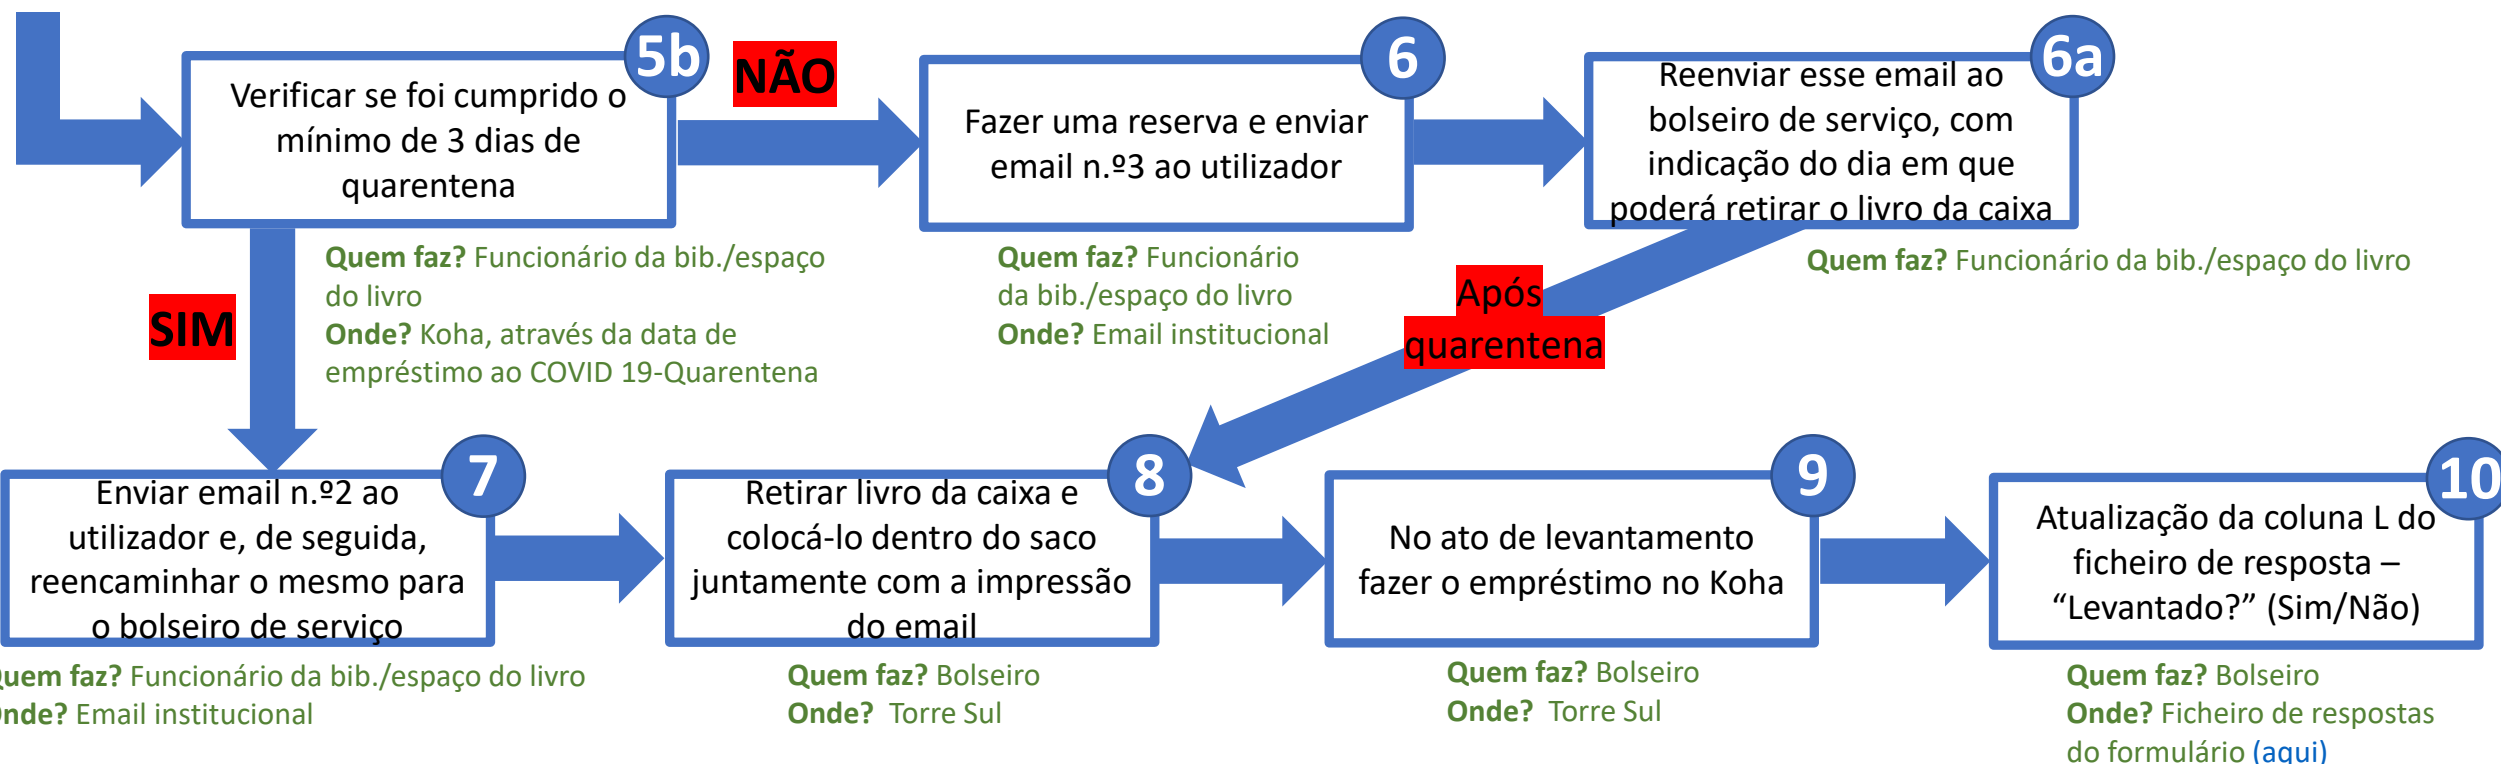 5b
Verificar se foi cumprido o
mínimo de 3 dias de
quarentena
NÃO
6
Fazer uma reserva e enviar
email n.º3 ao utilizador
6a
Reenviar esse email ao
bolseiro de serviço, com
indicação do dia em que
poderá retirar o livro da caixa
Quem faz? Funcionário da bib./espaço
do livro
Onde? Koha, através da data de
empréstimo ao COVID 19-Quarentena
SIM
Quem faz? Funcionário
da bib./espaço do livro
Onde? Email institucional
Após
quarentena
Quem faz? Funcionário da bib./espaço do livro
7
Enviar email n.º2 ao
utilizador e, de seguida,
reencaminhar o mesmo para
o bolseiro de serviço
Quem faz? Funcionário da bib./espaço do livro
Onde? Email institucional
8
Retirar livro da caixa e
colocá-lo dentro do saco
juntamente com a impressão
do email
Quem faz? Bolseiro
Onde? Torre Sul
9
No ato de levantamento
fazer o empréstimo no Koha
Quem faz? Bolseiro
Onde? Torre Sul
10
Atualização da coluna L do
ficheiro de resposta –
“Levantado?” (Sim/Não)
Quem faz? Bolseiro
Onde? Ficheiro de respostas
do formulário (aqui)